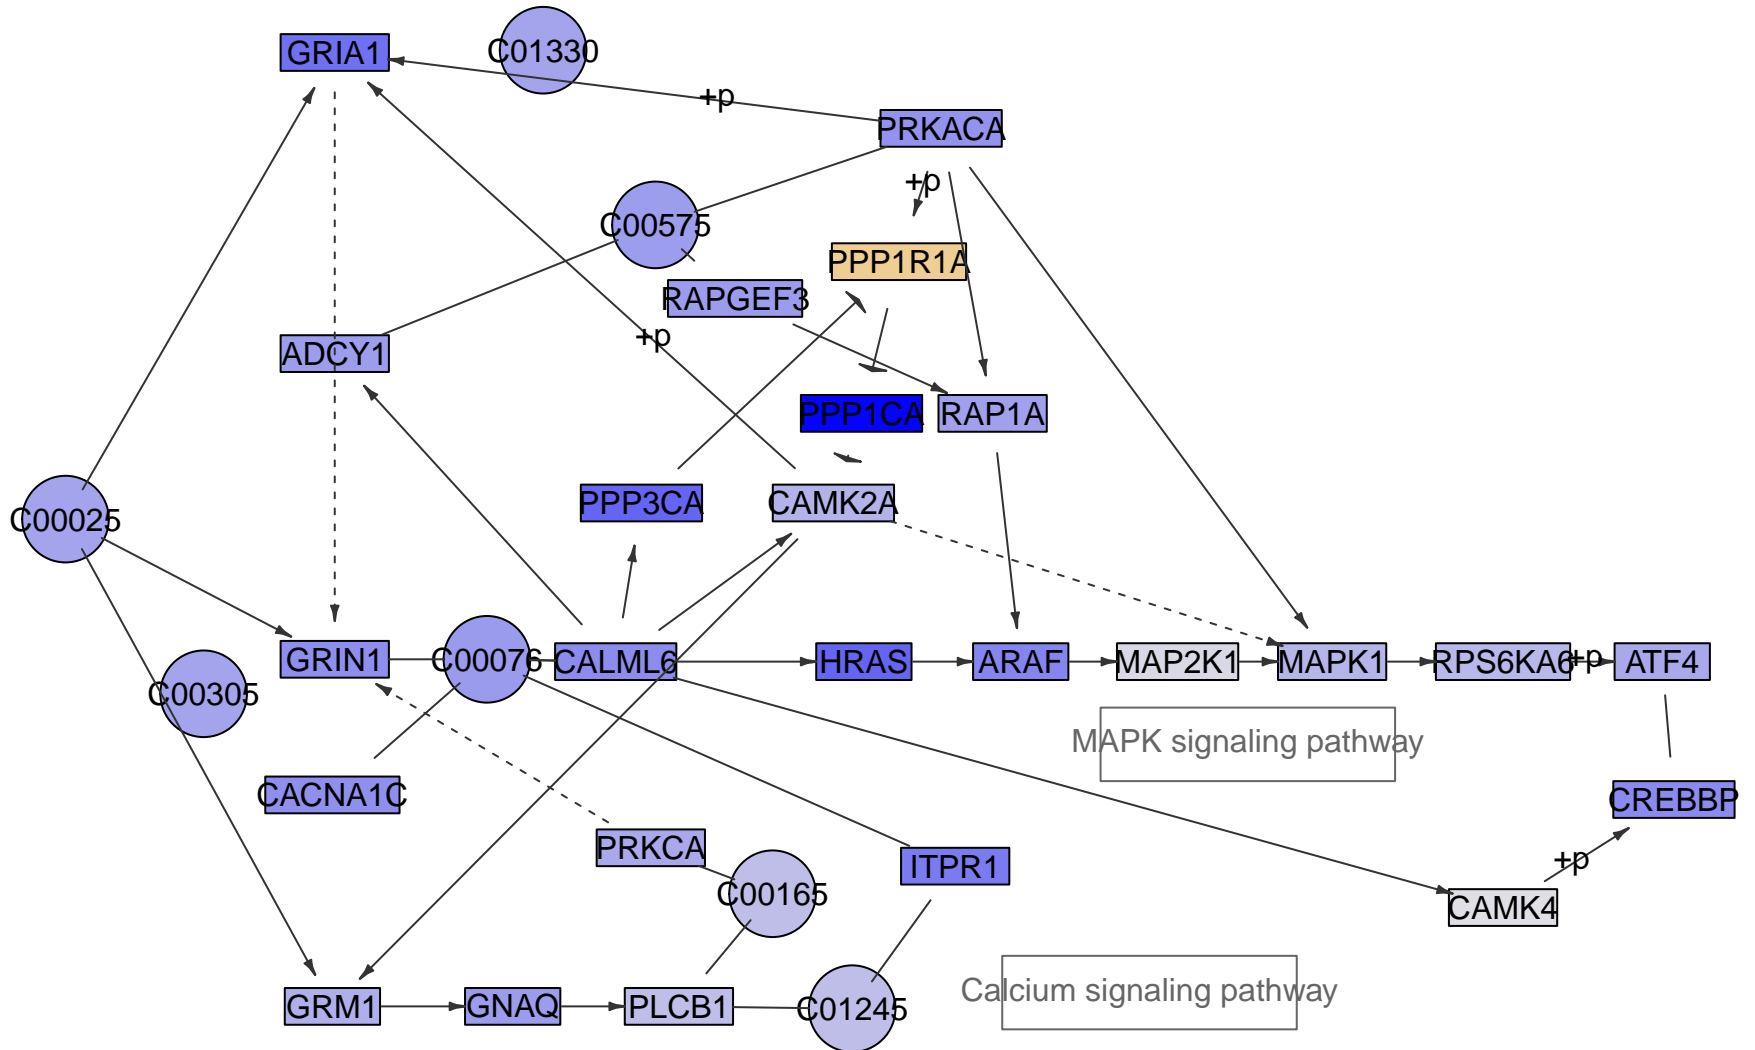 GRIA1
C01330
+p
PRKACA
+p
C00575
PPP1R1A
RAPGEF3
+p
ADCY1
PPP1CA
RAP1A
PPP3CA
CAMK2A
C00025
GRIN1
C00076
CALML6
HRAS
ARAF
MAP2K1
MAPK1
RPS6KA6
+p
ATF4
C00305
MAPK signaling pathway
CACNA1C
CREBBP
PRKCA
ITPR1
+p
C00165
CAMK4
Calcium signaling pathway
GRM1
GNAQ
PLCB1
C01245